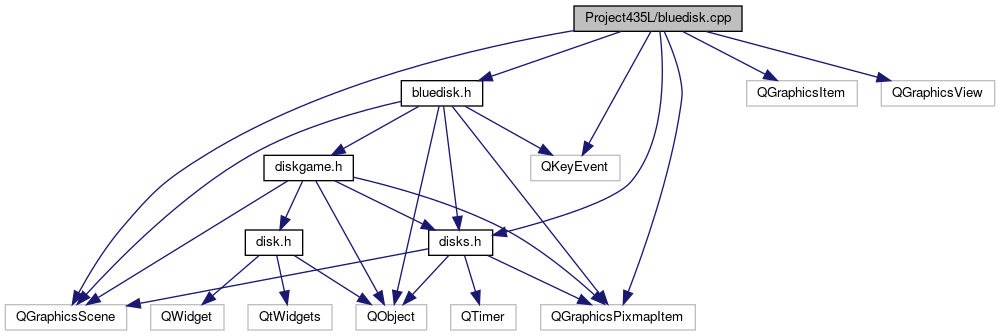 Project435L/bluedisk.cpp
bluedisk.h
QGraphicsItem
QGraphicsView
diskgame.h
QKeyEvent
disk.h
disks.h
QGraphicsScene
QWidget
QtWidgets
QObject
QTimer
QGraphicsPixmapItem